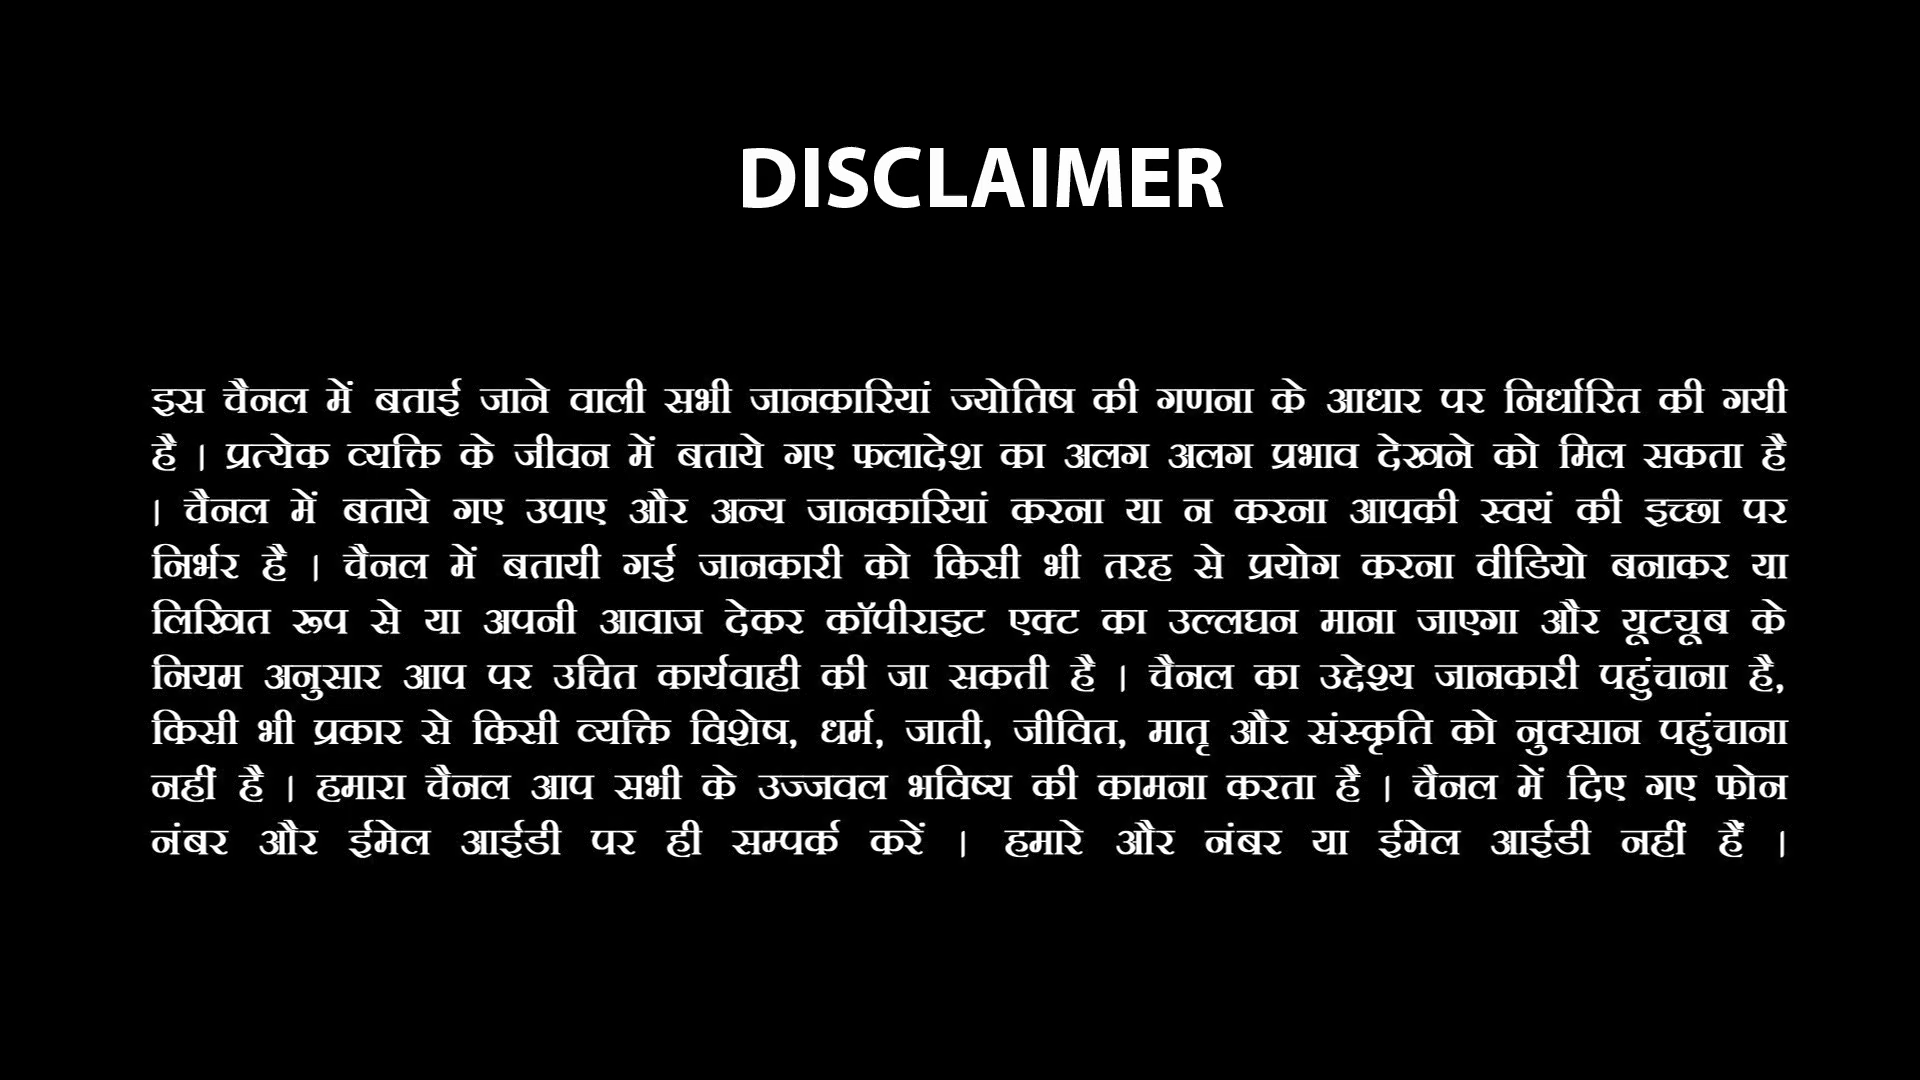 DISCLAIMER
इस चैनल में बताई जाने वाली सभी जानकारियां ज्योतिष की गणना के आधार पर निर्धारित की गयी
है । प्रत्येक व्यक्ति के जीवन में बताये गए फलादेश का अलग अलग प्रभाव देखने को मिल सकता है
। चैनल में बताये गए उपाए और अन्य जानकारियां करना या न करना आपकी स्वयं की इच्छा पर
निर्भर है । चैनल में बतायी गई जानकारी को किसी भी तरह से प्रयोग करना वीडियो बनाकर या
लिखित रूप से या अपनी आवाज देकर कॉपीराइट एक्ट का उल्लघन माना जाएगा और यूट्यूब के
नियम अनुसार आप पर उचित कार्यवाही की जा सकती है । चैनल का उद्देश्य जानकारी पहुंचाना है,
किसी भी प्रकार से किसी व्यक्ति विशेष, धर्म, जाती, जीवित, मातृ और संस्कृति को नुक्सान पहुंचाना
नहीं है । हमारा चैनल आप सभी के उज्जवल भविष्य की कामना करता है । चैनल में दिए गए फोन
नंबर और ईमेल आईडी पर ही सम्पर्क करें । हमारे और नंबर या ईमेल आईडी नहीं हैं ।